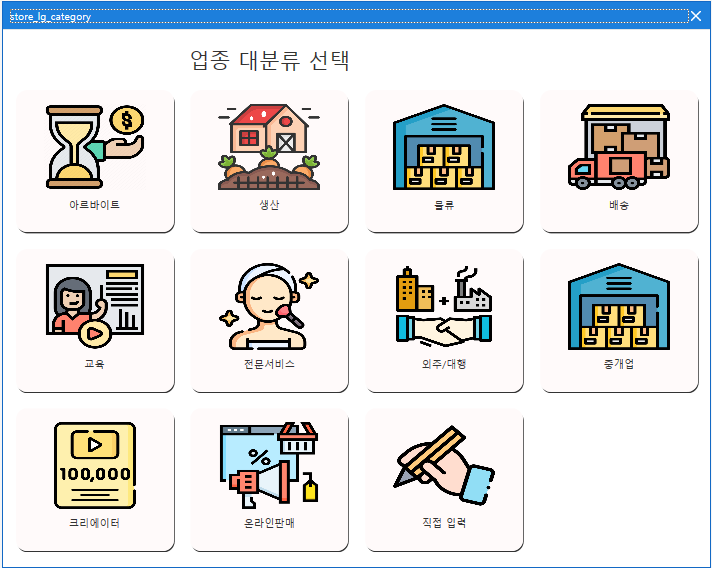 store_lg_category
업종 대분류 선택
$
아르바이트
생산
물류
배송
교육
전문서비스
외주/대행
중개업
100,000
크리에이터
%
온라인판매
직접 입력